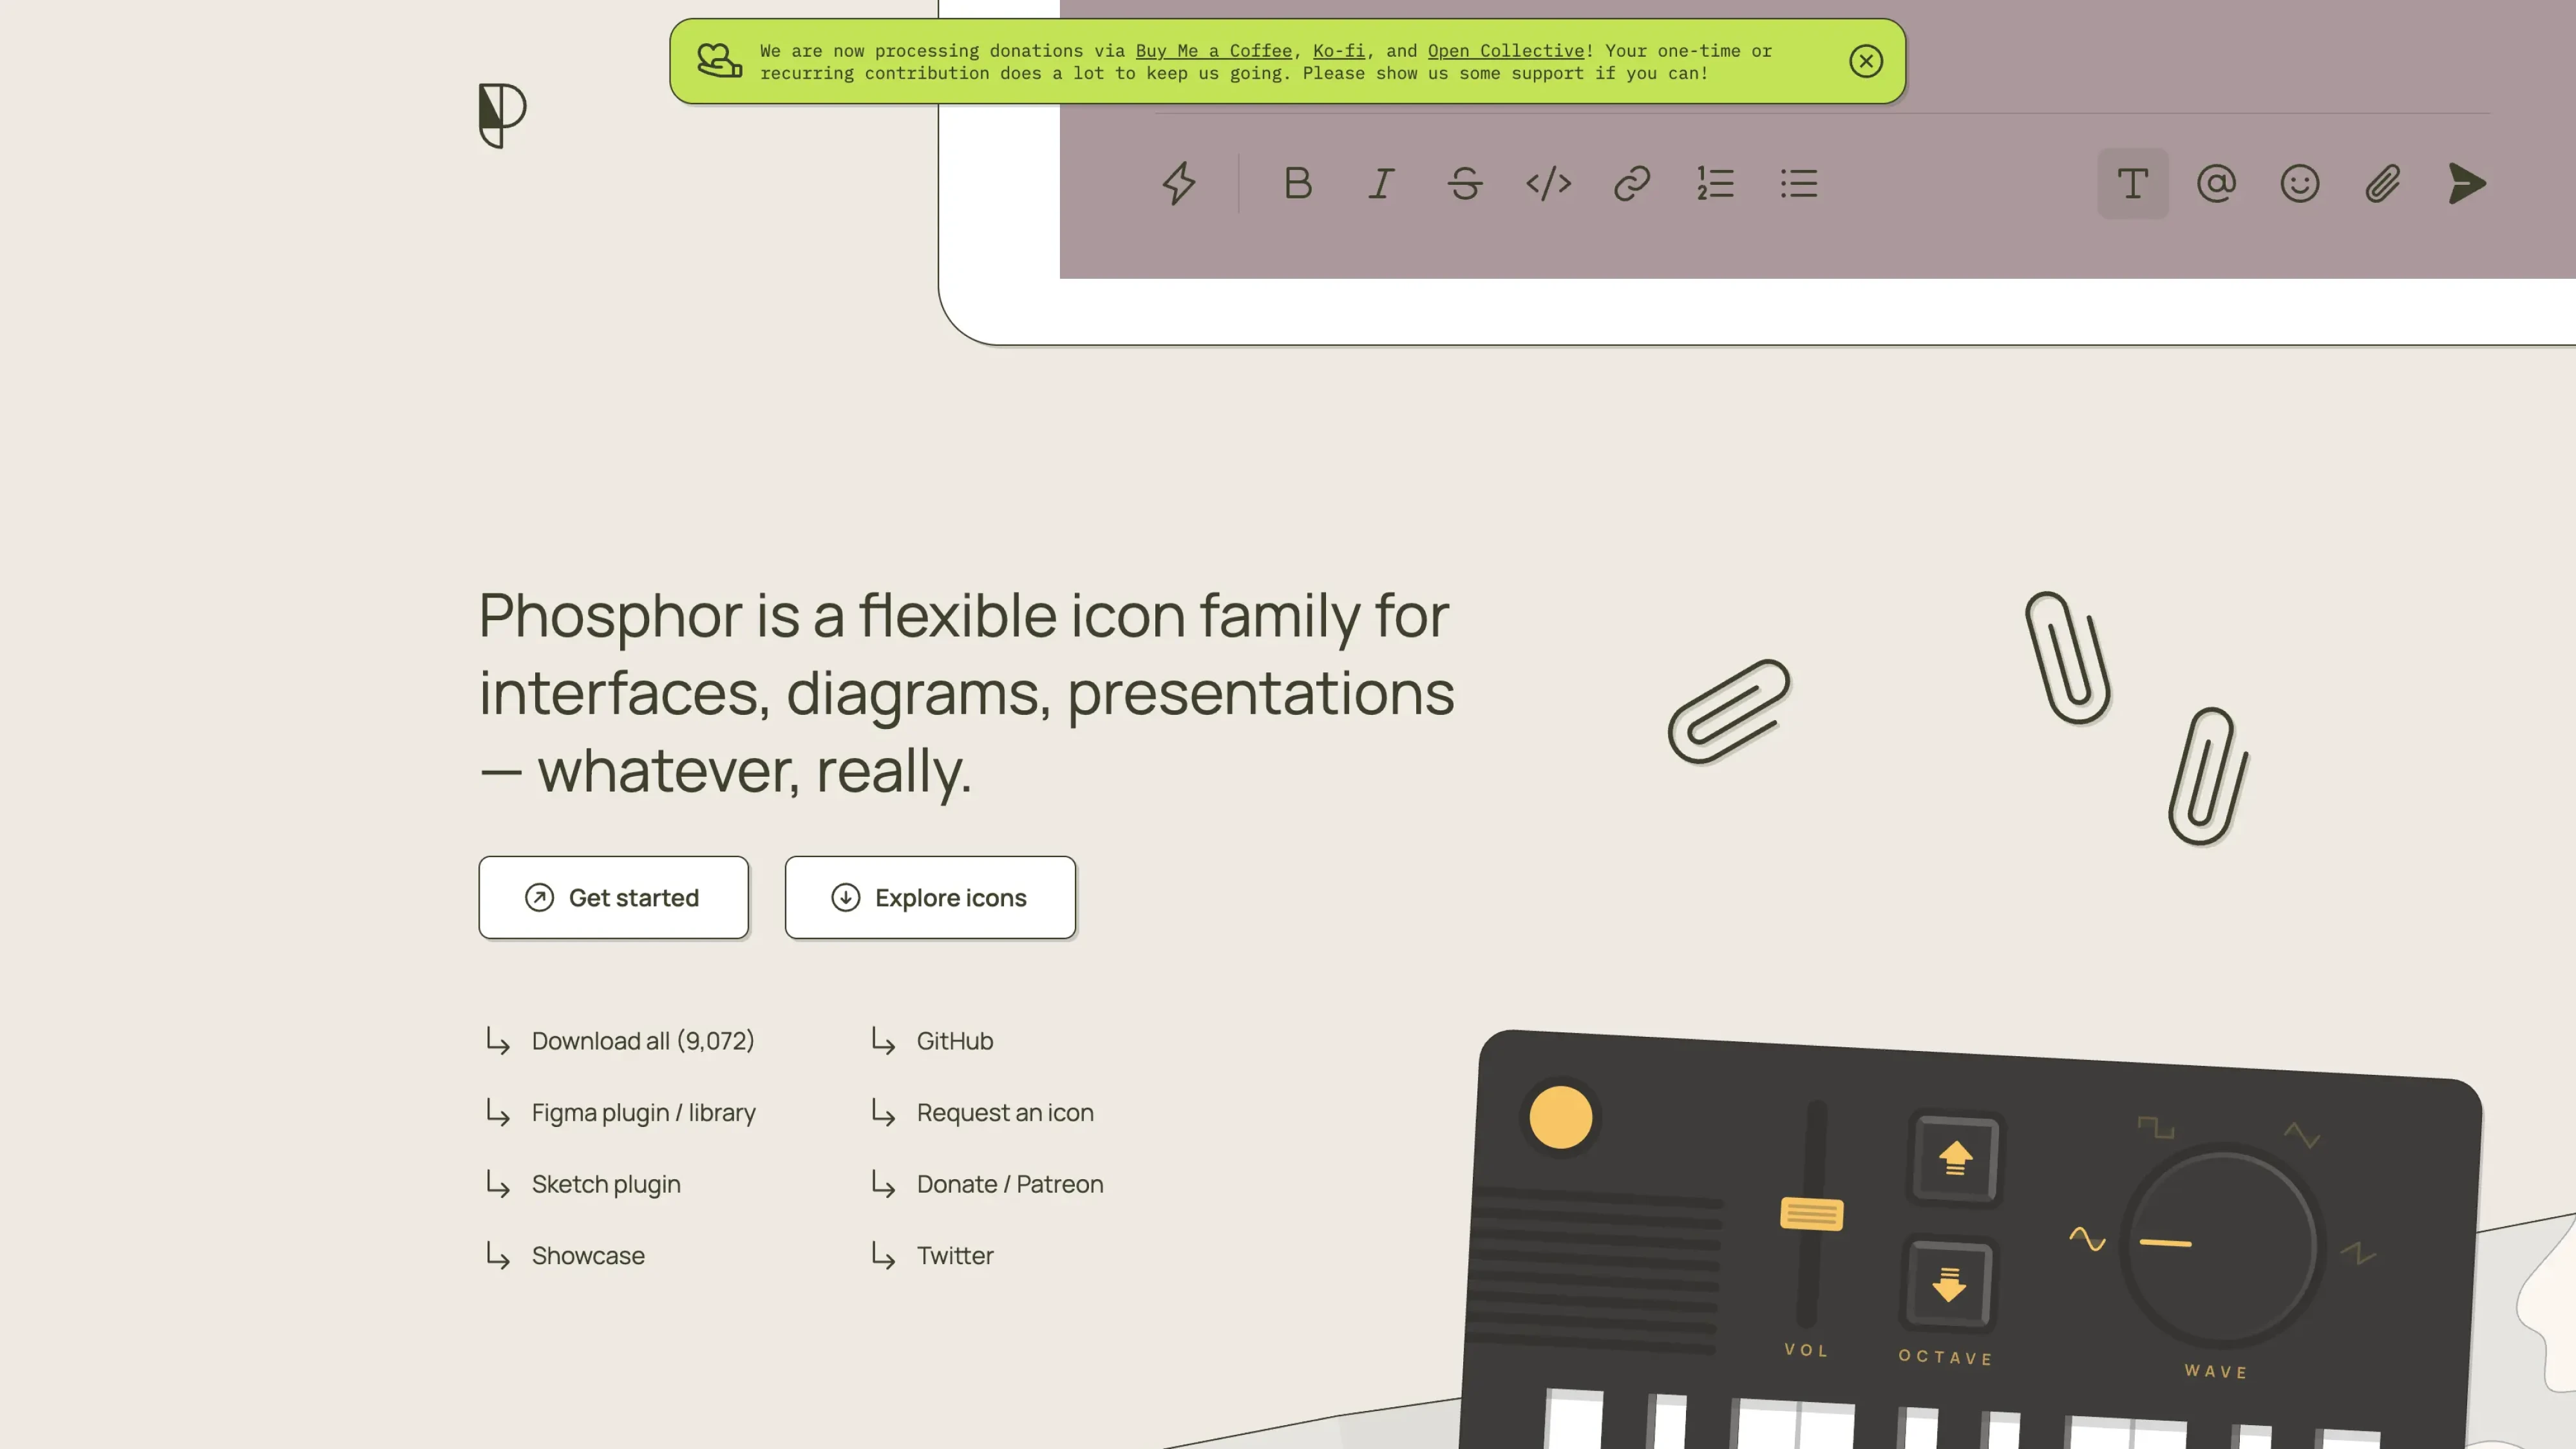 We are now processing donations via Buy Me a Coffee, Ko-fi, and Open Collective! Your one-time or
recurring contribution does a lot to keep us going. Please show us some support if you can!
Phosphor is a flexible icon family for
interfaces, diagrams, presentations
— whatever, really.
Get started
Explore icons
Download all (9,072)
GitHub
Figma plugin / library
Request an icon
Sketch plugin
Donate / Patreon
Showcase
Twitter
VOL
OCTAVE
WAVE